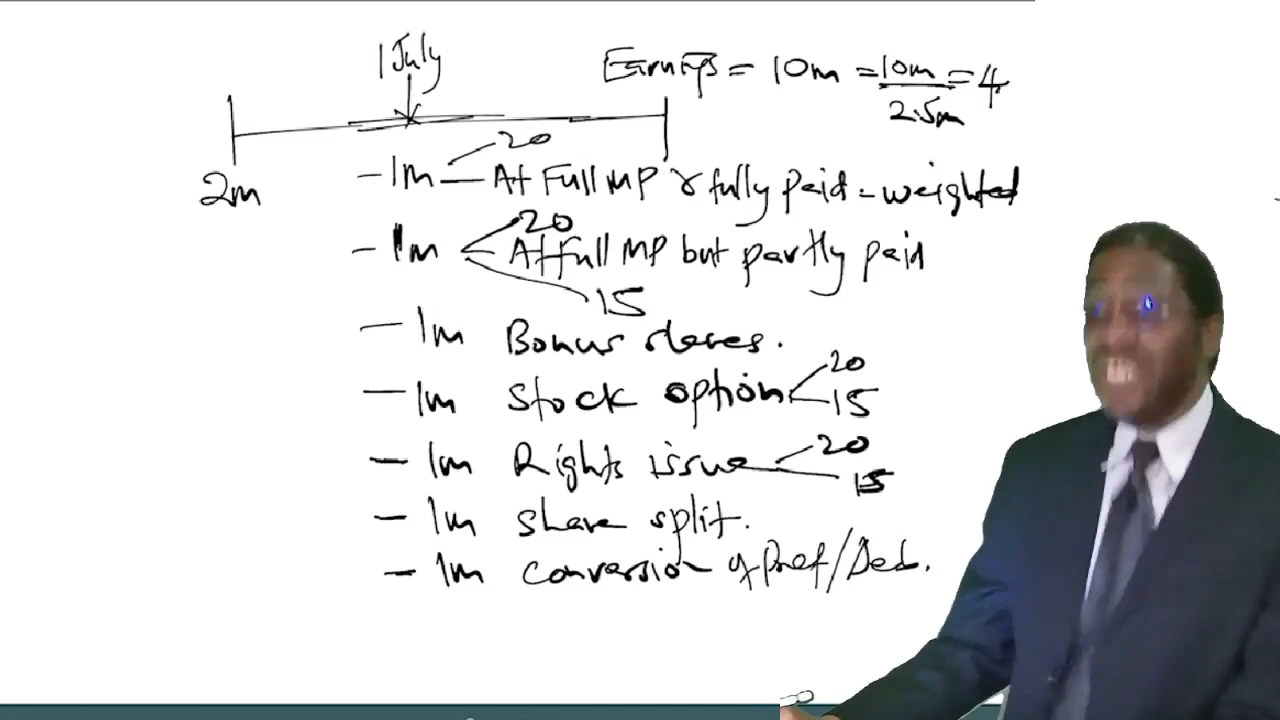 1 July
Earnings = 10m = 10m / 2.5m = 4
2m
- 1m — 20 At Full MP & fully paid = weighted
- 1m 20 At full MP but partly paid
15
- 1m Bonus shares.
- 1m Stock option 20
15
- 1m Rights issue 20
15
- 1m share split.
- 1m conversion of Pref/Deb.